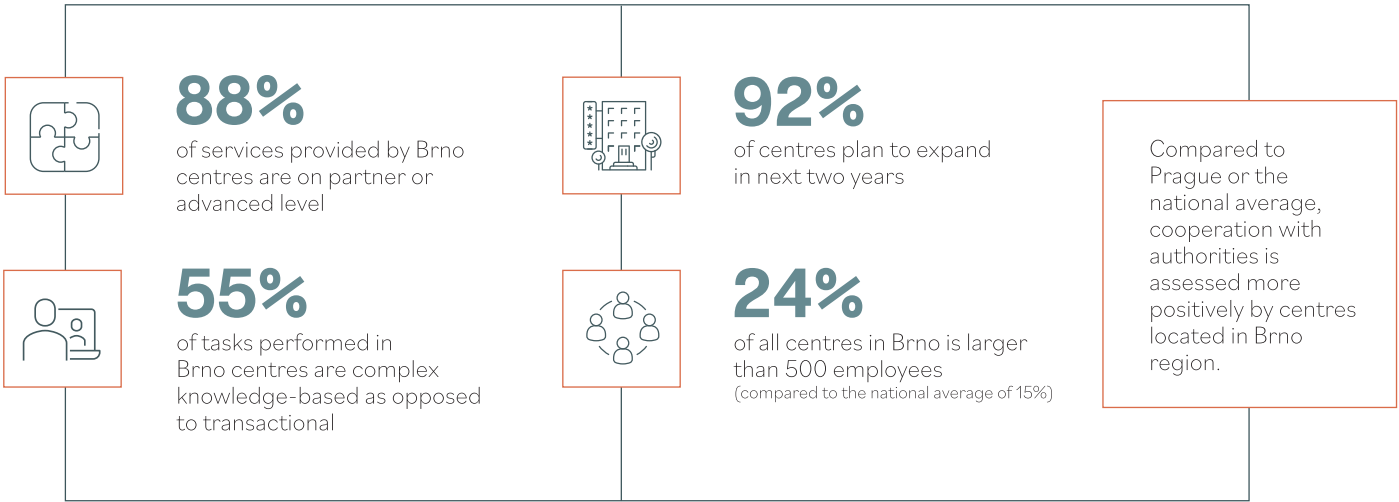 88%
of services provided by Brno
centres are on partner or
advanced level
55%
of tasks performed in
Brno centres are complex
knowledge-based as opposed
to transactional
92%
of centres plan to expand
in next two years
24%
of all centres in Brno is larger
than 500 employees
(compared to the national average of 15%)
Compared to
Prague or the
national average,
cooperation with
authorities is
assessed more
positively by centres
located in Brno
region.